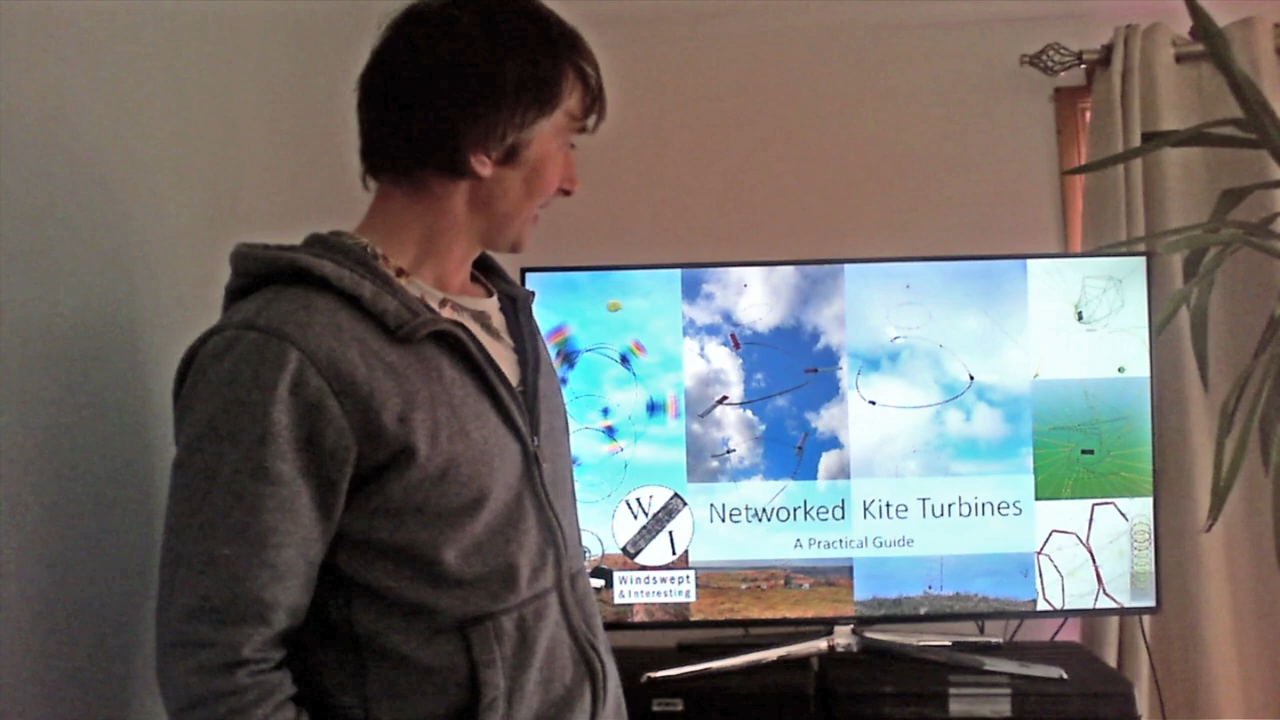 Networked Kite Turbines
A Practical Guide
W
I
Windswept
& Interesting